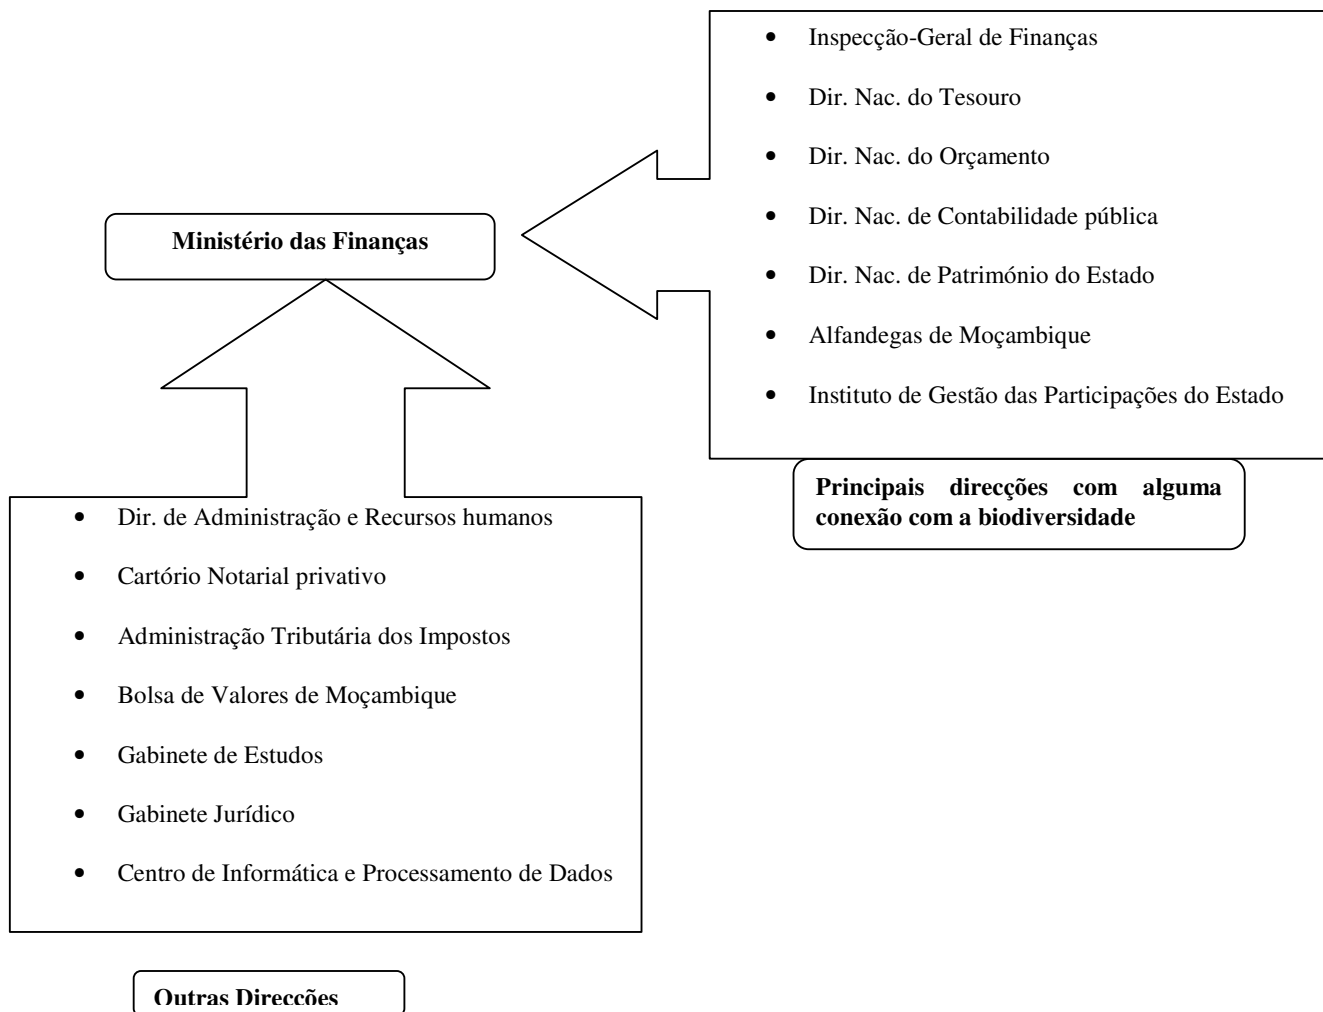 Inspecção-Geral de Finanças
Dir. Nac. do Tesouro
Dir. Nac. do Orçamento
Dir. Nac. de Contabilidade pública
Dir. Nac. de Património do Estado
Alfandegas de Moçambique
Instituto de Gestão das Participações do Estado
Ministério das Finanças
Principais direcções com alguma
conexão com a biodiversidade
Dir. de Administração e Recursos humanos
Cartório Notarial privativo
Administração Tributária dos Impostos
Bolsa de Valores de Moçambique
Gabinete de Estudos
Gabinete Jurídico
Centro de Informática e Processamento de Dados
Outras Direcções